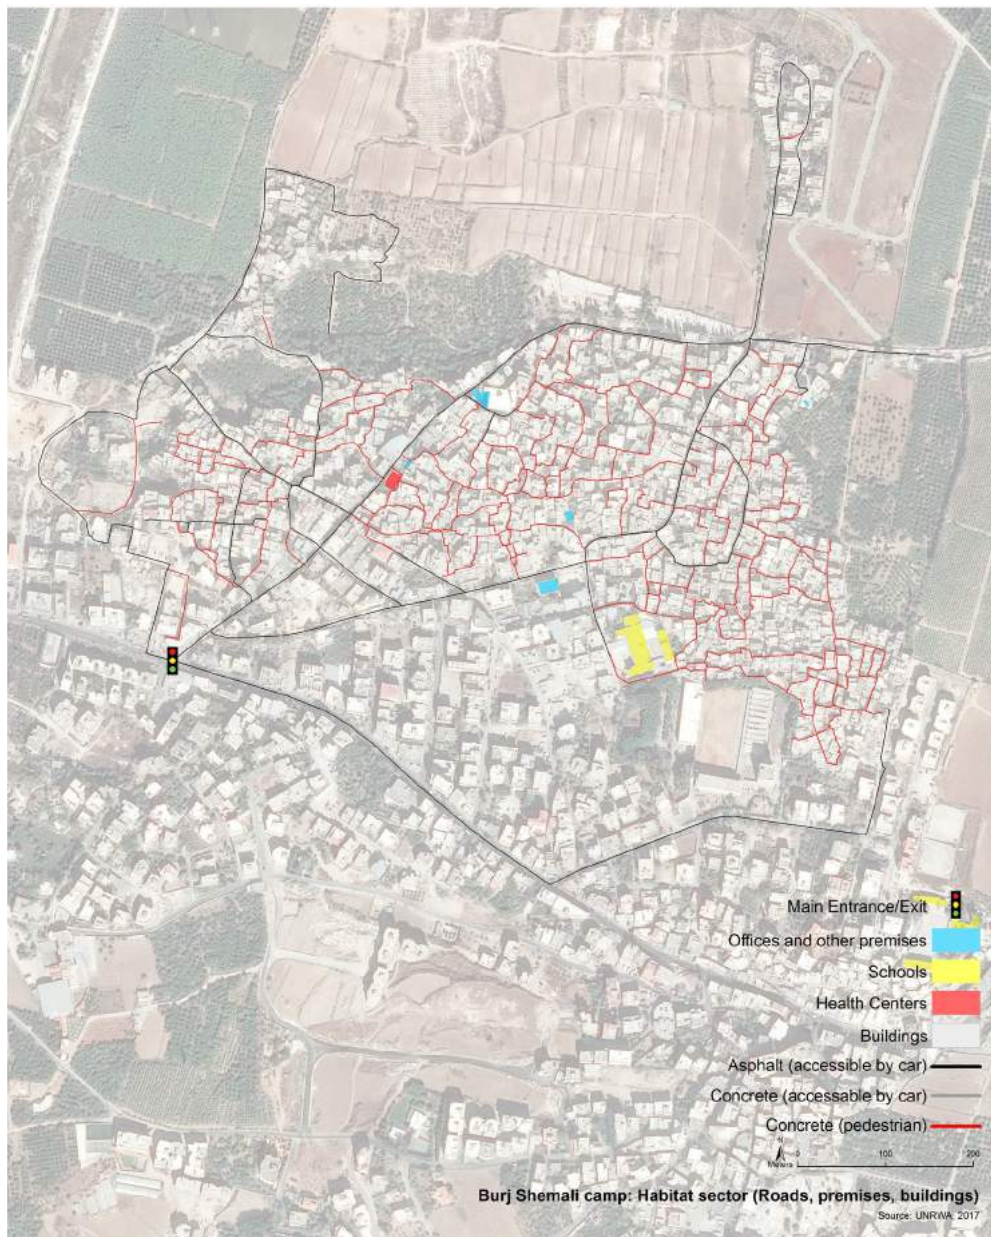 Main Entrance/Exit
Offices and other premises
Schools
Health Centers
Buildings
Asphalt (accessible by car)
Concrete (accessable by car)
Concrete (pedestrian)
N
Meters 0 100 200
Burj Shemali camp: Habitat sector (Roads, premises, buildings)
Source: UNRWA, 2017